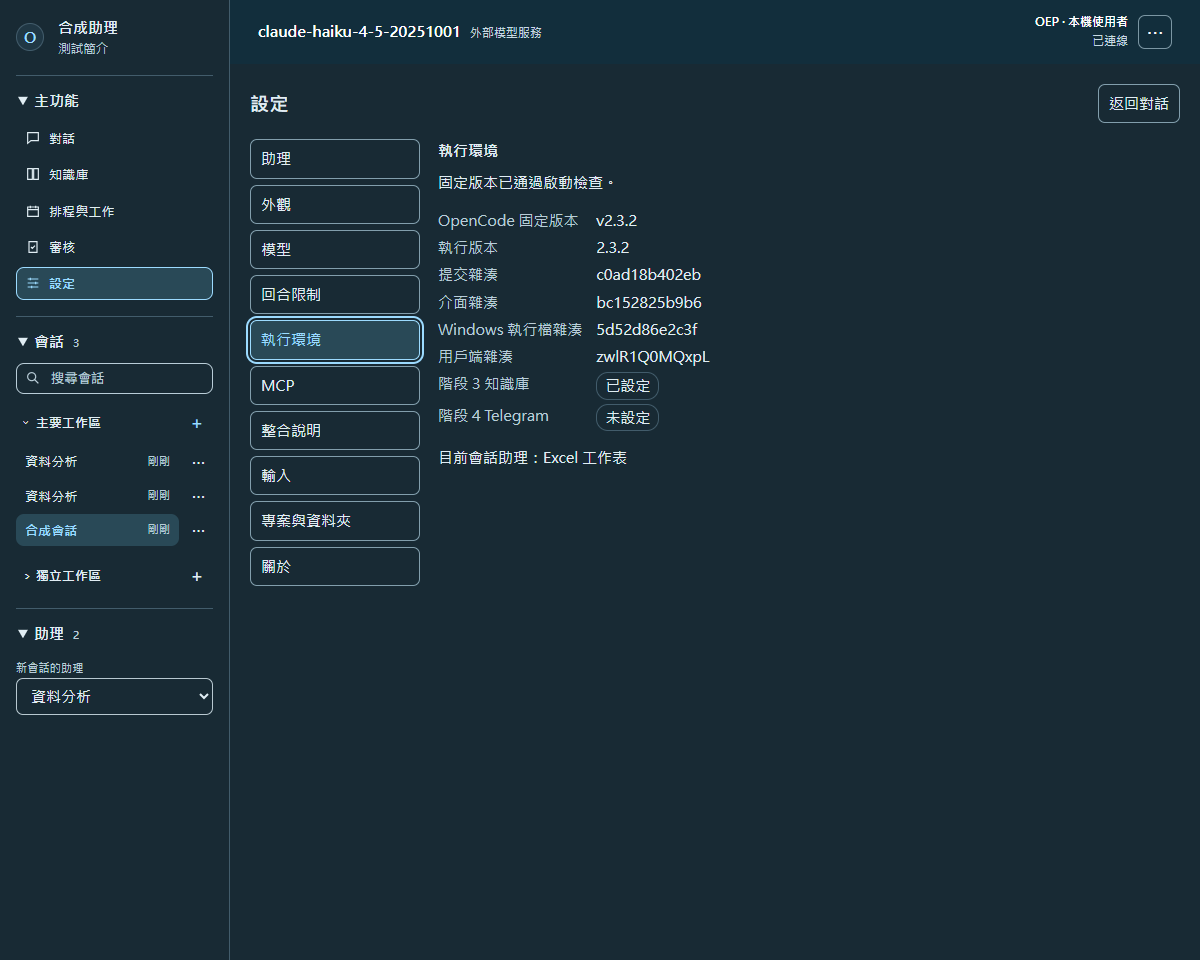 O
合成助理
測試簡介
▼ 主功能
對話
知識庫
排程與工作
審核
設定
▼ 會話 3
搜尋會話
主要工作區 +
資料分析 剛剛 ...
資料分析 剛剛 ...
合成會話 剛剛 ...
獨立工作區 +
▼ 助理 2
新會話的助理
資料分析
claude-haiku-4-5-20251001 外部模型服務
OEP · 本機使用者
已連線
...
設定
返回對話
助理
外觀
模型
回合限制
執行環境
MCP
整合說明
輸入
專案與資料夾
關於
執行環境
固定版本已通過啟動檢查。
OpenCode 固定版本 v2.3.2
執行版本 2.3.2
提交雜湊 c0ad18b402eb
介面雜湊 bc152825b9b6
Windows 執行檔雜湊 5d52d86e2c3f
用戶端雜湊 zwlR1Q0MQxpL
階段 3 知識庫 已設定
階段 4 Telegram 未設定
目前會話助理：Excel 工作表